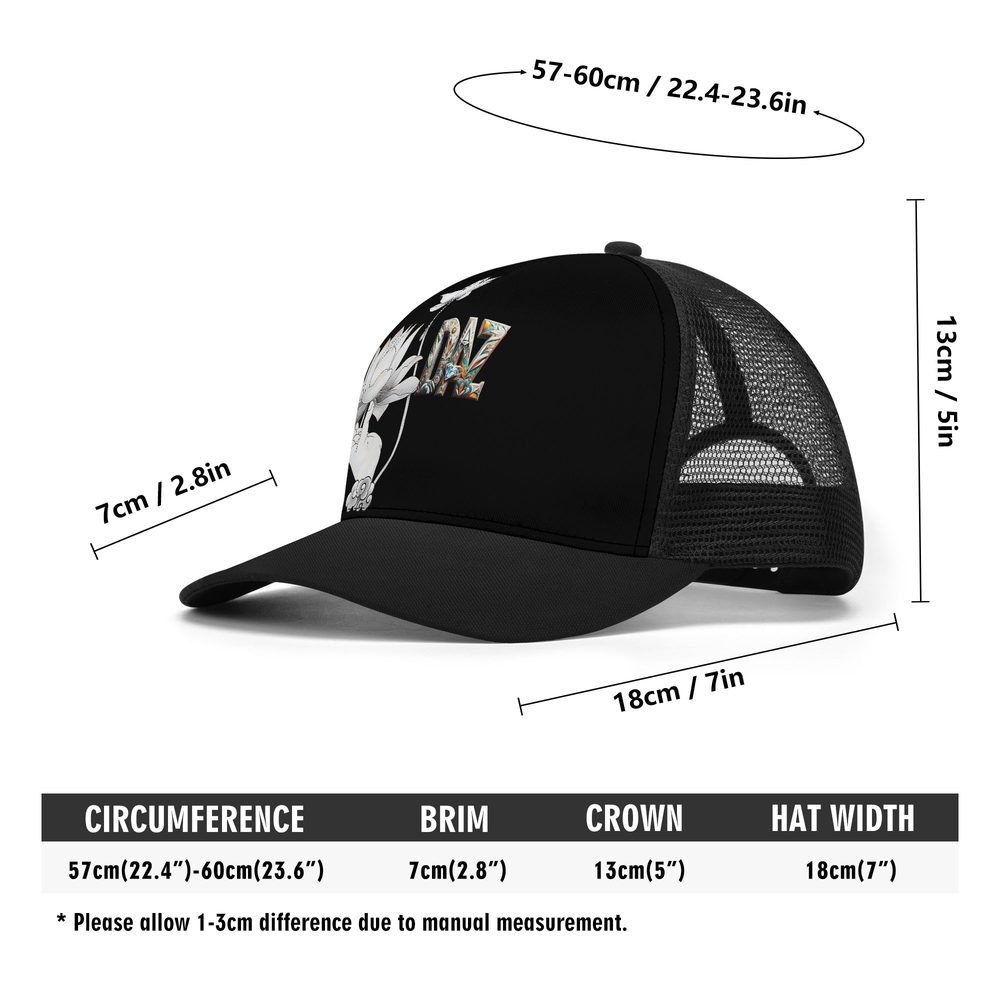 57-60cm / 22.4-23.6in
13cm / 5in
7cm / 2.8in
18cm / 7in
CIRCUMFERENCE BRIM CROWN HAT WIDTH
57cm(22.4”)-60cm(23.6”) 7cm(2.8”) 13cm(5”) 18cm(7”)
* Please allow 1-3cm difference due to manual measurement.